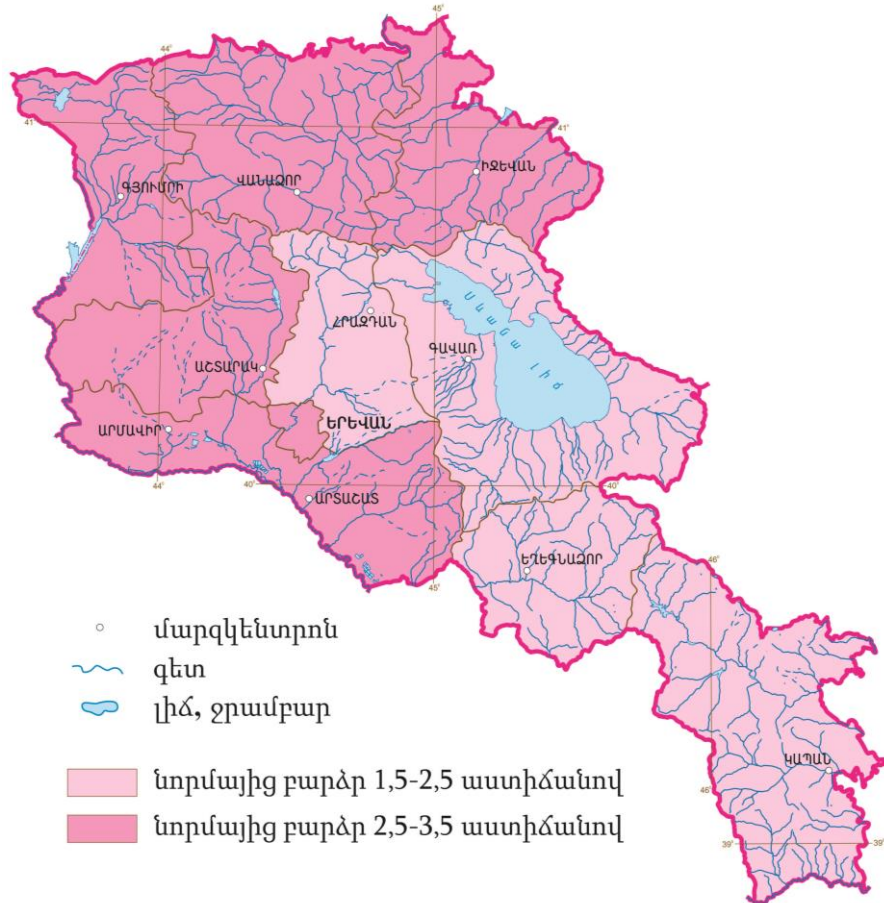 45°
44°
41°
41°
ԻՋԵՎԱՆ
ԳՅՈՒՄՐԻ
ՎԱՆԱՁՈՐ
ՀՐԱԶԴԱՆ
Սևանա լիճ
ԳԱՎԱՌ
ԱՇՏԱՐԱԿ
ԵՐԵՎԱՆ
ԱՐՄԱՎԻՐ
44°
40°
40°
ԱՐՏԱՇԱՏ
46°
ԵՂԵԳՆԱՁՈՐ
45°
մարզկենտրոն
գետ
լիճ, ջրամբար
ԿԱՊԱՆ
նորմայից բարձր 1,5-2,5 աստիճանով
46°
նորմայից բարձր 2,5-3,5 աստիճանով
39°
39°